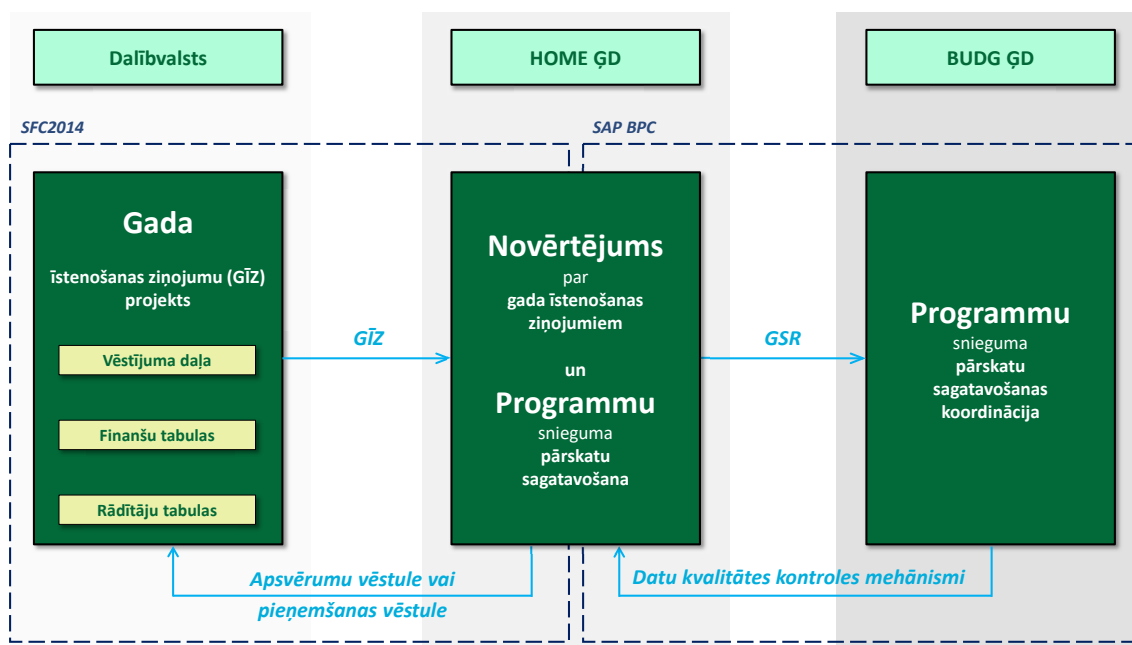 Dalībvalsts
HOME ĢD
BUDG ĢD
SFC2014
SAP BPC
Gada
īstenošanas ziņojumu (GĪZ)
projekts
Vēstījuma daļa
Finanšu tabulas
Rādītāju tabulas
GĪZ
Novērtējums
par
gada īstenošanas
ziņojumiem
un
Programmu
snieguma
pārskatu
sagatavošana
GSR
Programmu
snieguma
pārskatu
sagatavošanas
koordinācija
Apsvērumu vēstule vai
pieņemšanas vēstule
Datu kvalitātes kontroles mehānismi